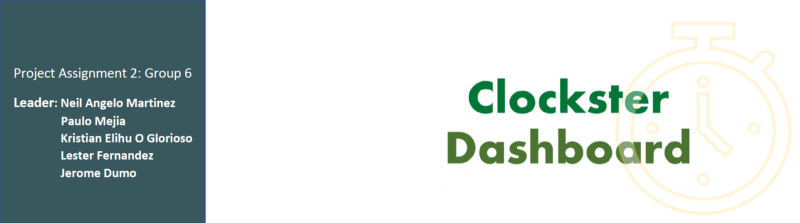 Project Assignment 2: Group 6
Leader: Neil Angelo Martinez
Paulo Mejia
Kristian Elihu O Glorioso
Lester Fernandez
Jerome Dumo
Clockster
Dashboard